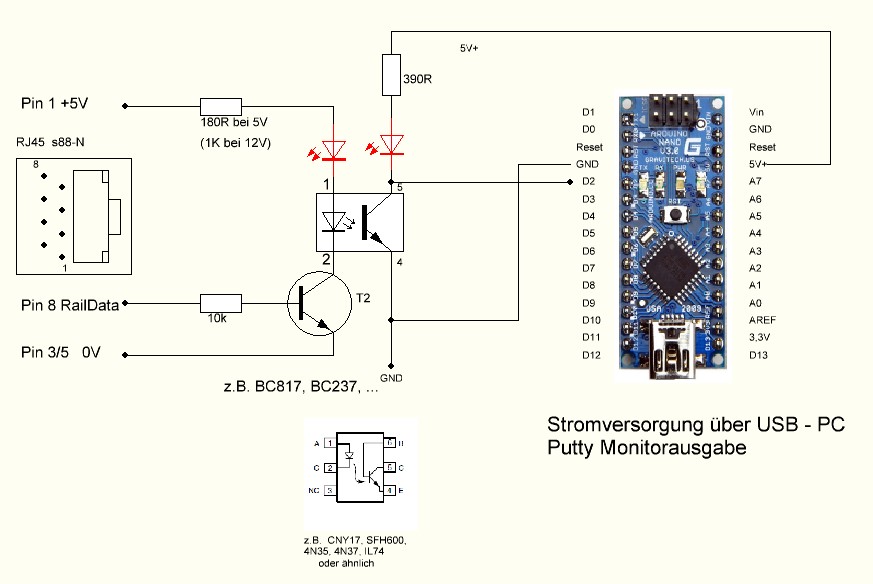 5V+
390R
Pin 1 +5V
180R bei 5V
(1K bei 12V)
RJ45 s88-N
8
1
1
5
2
4
T2
Pin 8 RailData
10k
Pin 3/5 0V
GND
z.B. BC817, BC237, ...
D1
D0
Reset
GND
D2
D3
D4
D5
D6
D7
D8
D9
D10
D11
D12
ARDUINO
NANO
V3.0
GRAVITECH.US
USA 2009
Vin
GND
Reset
5V+
A7
A6
A5
A4
A3
A2
A1
A0
AREF
3,3V
D13
Stromversorgung über USB - PC
Putty Monitorausgabe
A 1 6 B
C 2 5 C
NC 3 4 E
z.B. CNY17, SFH600,
4N35, 4N37, IL74
oder ähnlich